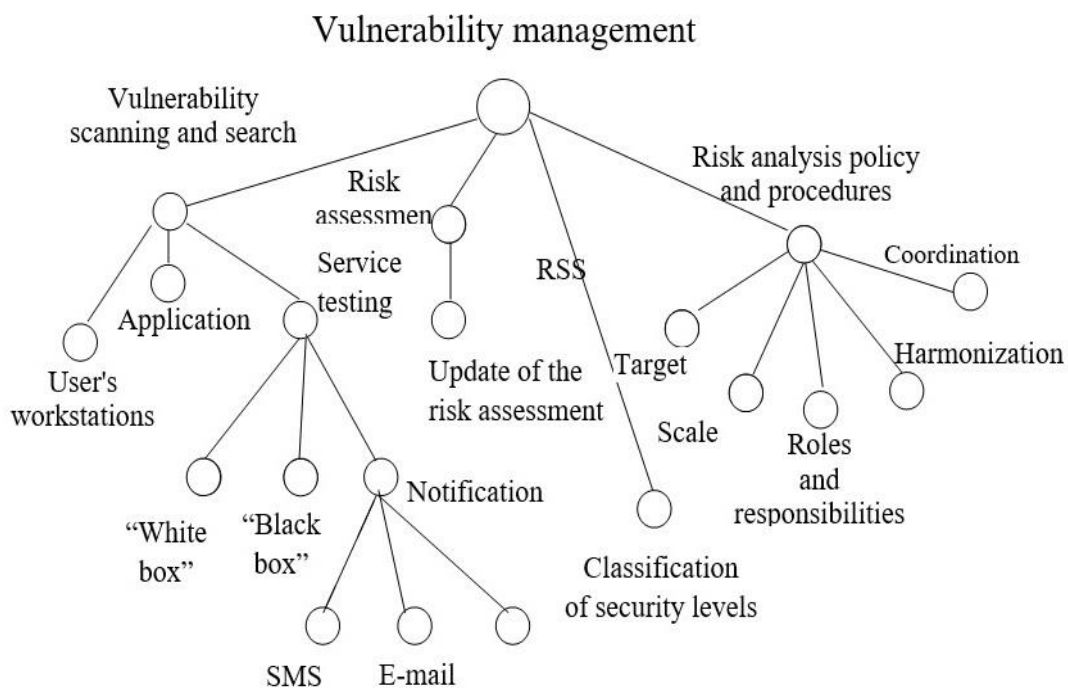 Vulnerability management
Vulnerability
scanning and search
Risk
assessmen
Risk analysis policy
and procedures
Service
testing
RSS
Coordination
Application
User's
workstations
Update of the
risk assessment
Target
Harmonization
Scale
Roles
and
responsibilities
“White
box”
“Black
box”
Notification
Classification
of security levels
SMS
E-mail